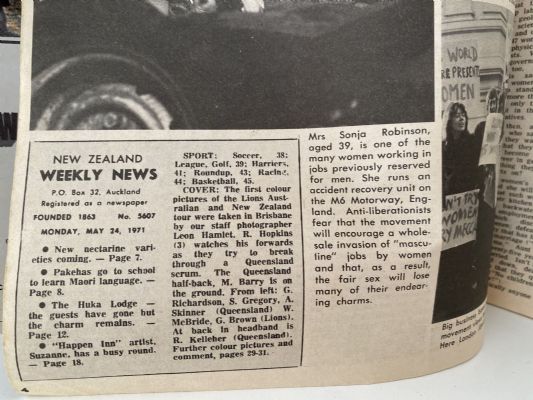 NEW ZEALAND
WEEKLY NEWS
P.O. Box 32, Auckland
Registered as a newspaper
FOUNDED 1863 No. 5607
MONDAY, MAY 24, 1971
● New nectarine vari-
eties coming. — Page 7.
● Pakehas go to school
to learn Maori language. —
Page 8.
● The Huka Lodge —
the guests have gone but
the charm remains. —
Page 12.
● "Happen Inn" artist,
Suzanne, has a busy round.
— Page 18.
SPORT: Soccer, 38;
League, Golf, 39; Harriers,
41; Roundup, 43; Racing,
44; Basketball, 45.
COVER: The first colour
pictures of the Lions Aust-
ralian and New Zealand
tour were taken in Brisbane
by our staff photographer
Leon Hamlet. R. Hopkins
(3) watches his forwards
as they try to break
through a Queensland
scrum. The Queensland
half-back, M. Barry is on
the ground. From left: G.
Richardson, S. Gregory, A.
Skinner (Queensland) W.
McBride, G. Brown (Lions).
At back in headband is
R. Kelleher (Queensland).
Further colour pictures and
comment, pages 29-31.
Mrs Sonja Robinson,
aged 39, is one of the
many women working in
jobs previously reserved
for men. She runs an
accident recovery unit on
the M6 Motorway, Eng-
land. Anti-liberationists
fear that the movement
will encourage a whole-
sale invasion of "mascu-
line" jobs by women
and that, as a result,
the fair sex will lose
many of their endear-
ing charms.
WORLD
PRESENT
WOMEN
Big business
movement
Here London